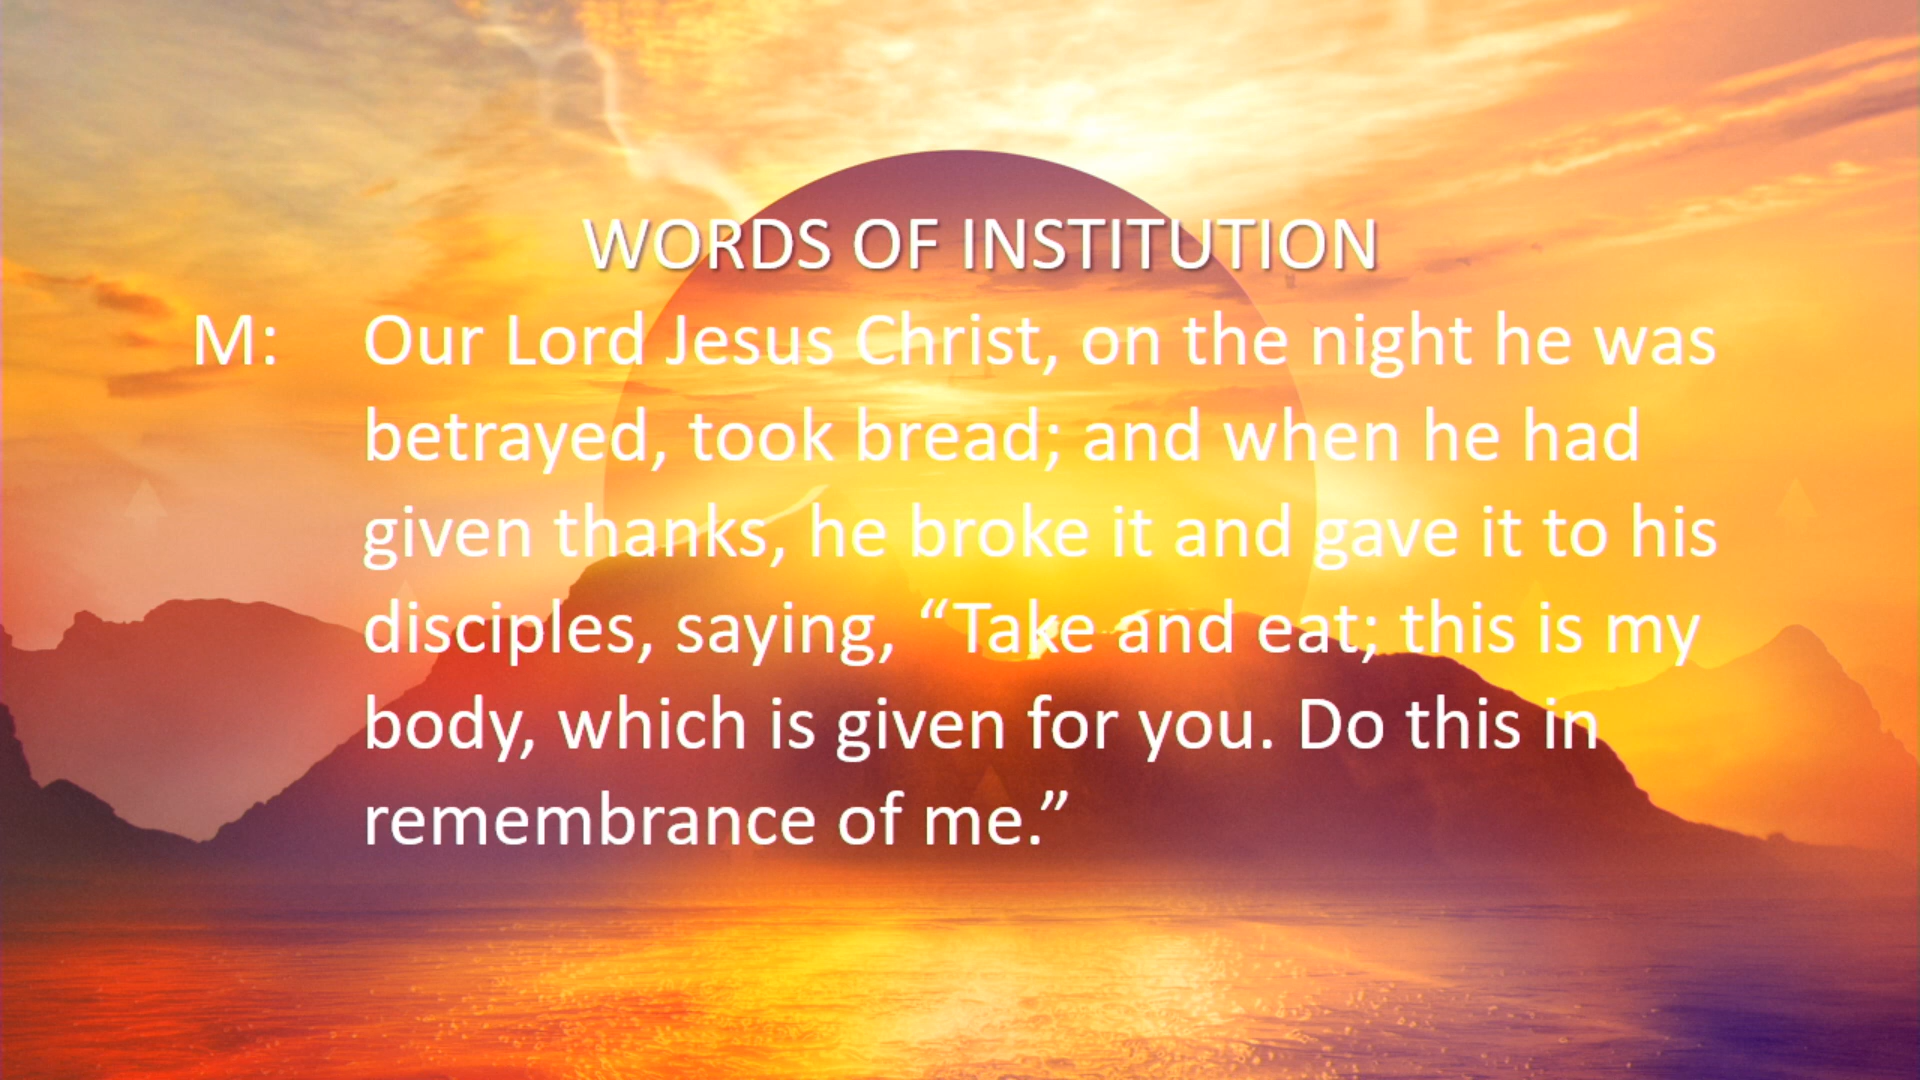 WORDS OF INSTITUTION
M: Our Lord Jesus Christ, on the night he was
betrayed, took bread; and when he had
given thanks, he broke it and gave it to his
disciples, saying, “Take and eat; this is my
body, which is given for you. Do this in
remembrance of me.”